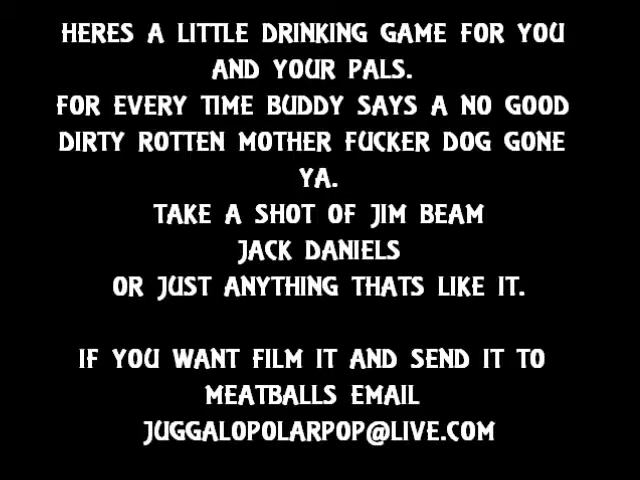 HERES A LITTLE DRINKING GAME FOR YOU
AND YOUR PALS.
FOR EVERY TIME BUDDY SAYS A NO GOOD
DIRTY ROTTEN MOTHER FUCKER DOG GONE
YA.
TAKE A SHOT OF JIM BEAM
JACK DANIELS
OR JUST ANYTHING THATS LIKE IT.
IF YOU WANT FILM IT AND SEND IT TO
MEATBALLS EMAIL
JUGGALOPOLARPOP@LIVE.COM